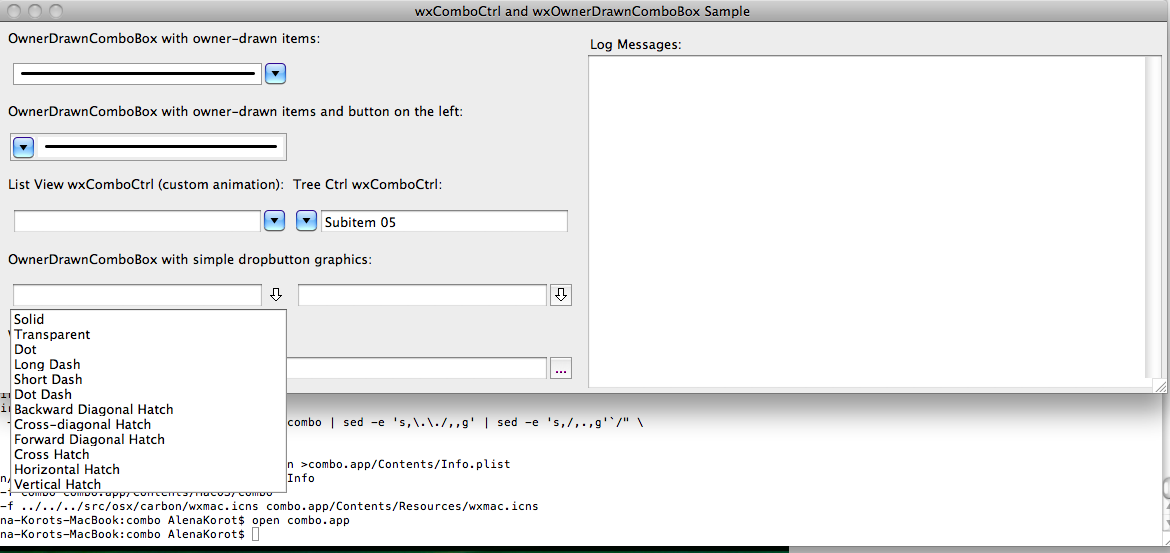 wxComboCtrl and wxOwnerDrawnComboBox Sample
OwnerDrawnComboBox with owner-drawn items:
Log Messages:
OwnerDrawnComboBox with owner-drawn items and button on the left:
List View wxComboCtrl (custom animation): Tree Ctrl wxComboCtrl:
Subitem 05
OwnerDrawnComboBox with simple dropbutton graphics:
Solid
Transparent
Dot
Long Dash
Short Dash
Dot Dash
Backward Diagonal Hatch
Cross-diagonal Hatch
Forward Diagonal Hatch
Cross Hatch
Horizontal Hatch
Vertical Hatch
...
combo | sed -e 's,\.\./,,g' | sed -e 's,/,.,g'`/" \
n >combo.app/Contents/Info.plist
Info
-f combo combo.app/Contents/MacOS/combo
-f ../../../src/osx/carbon/wxmac.icns combo.app/Contents/Resources/wxmac.icns
na-Korots-MacBook:combo AlenaKorot$ open combo.app
na-Korots-MacBook:combo AlenaKorot$